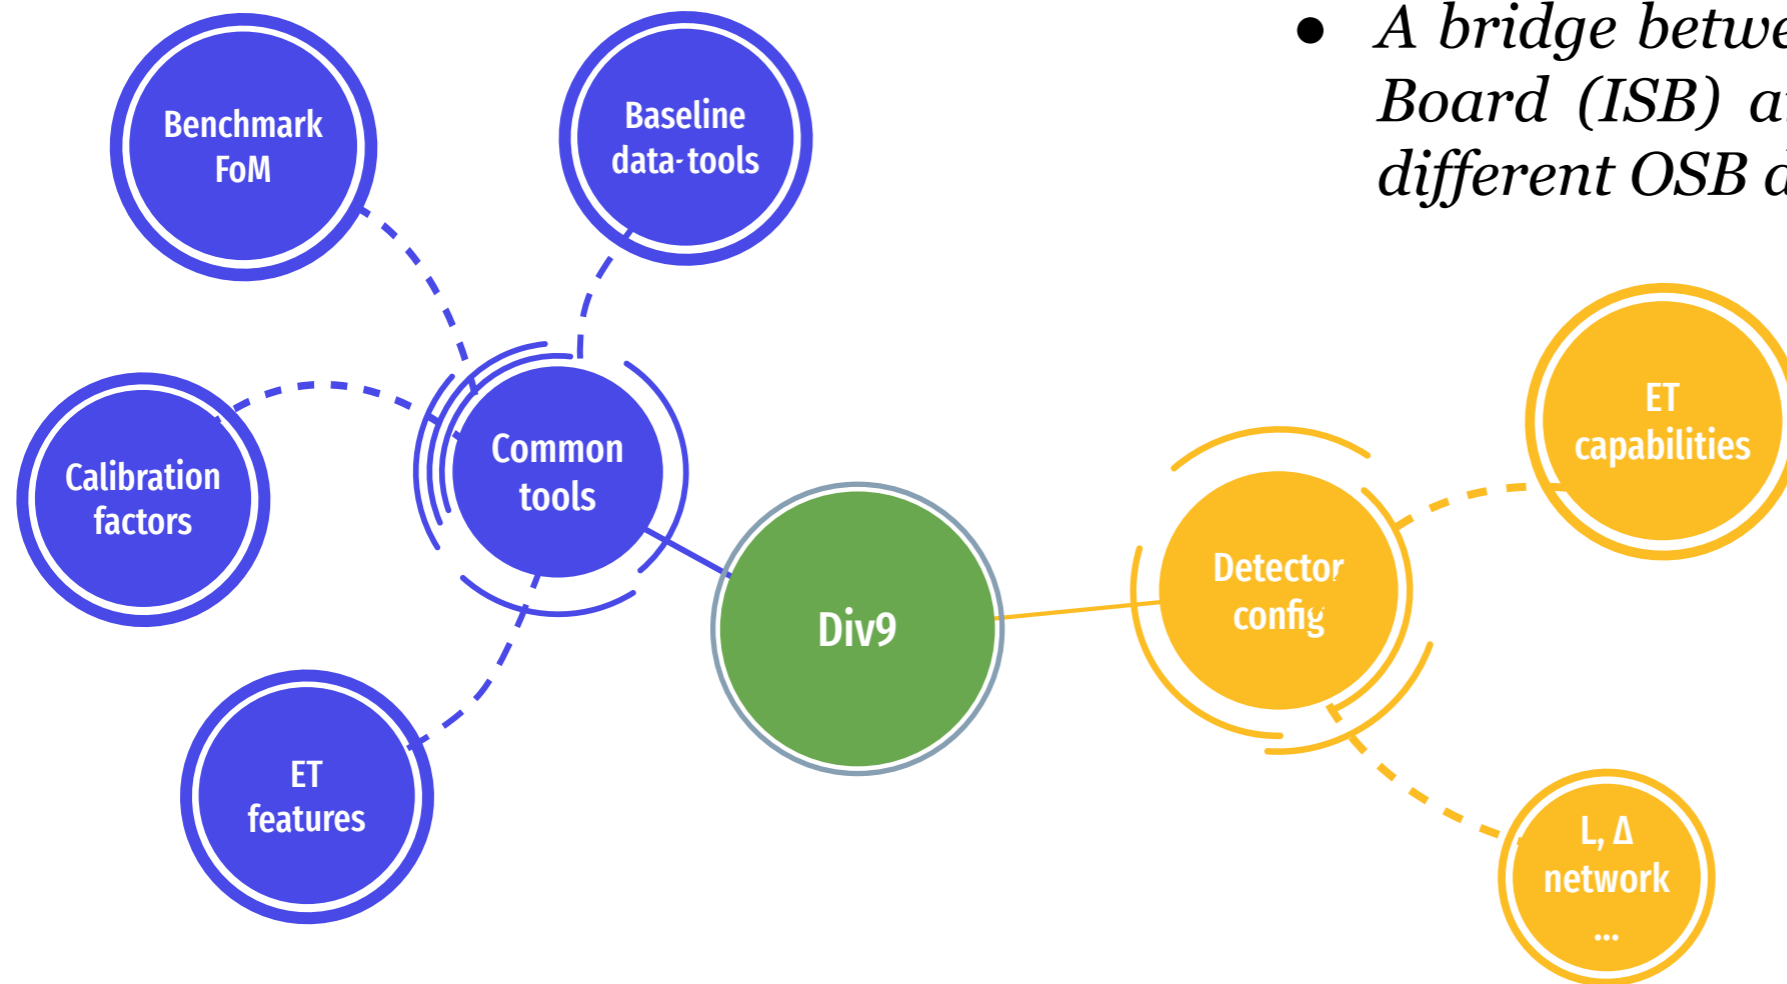 ● A bridge betwe
Board (ISB) a
different OSB d
Benchmark
FoM
Baseline
data-tools
Calibration
factors
Common
tools
ET
features
Div9
Detector
config
ET
capabilities
L, Δ
network
...